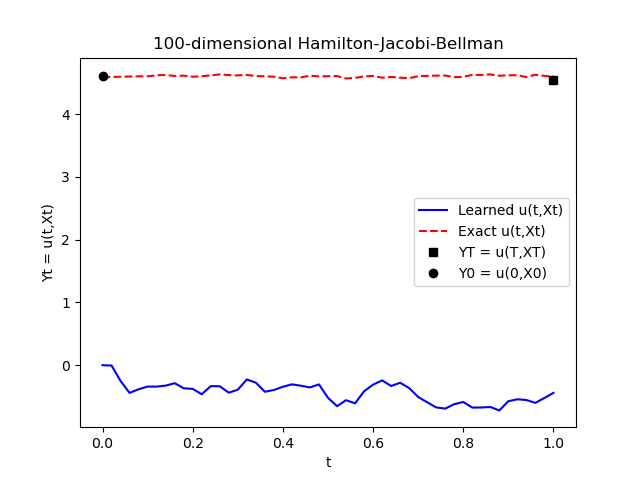 100-dimensional Hamilton-Jacobi-Bellman
Yt = u(t,Xt)
4
3
2
1
0
Learned u(t,Xt)
Exact u(t,Xt)
YT = u(T,XT)
Y0 = u(0,X0)
0.0 0.2 0.4 0.6 0.8 1.0
t